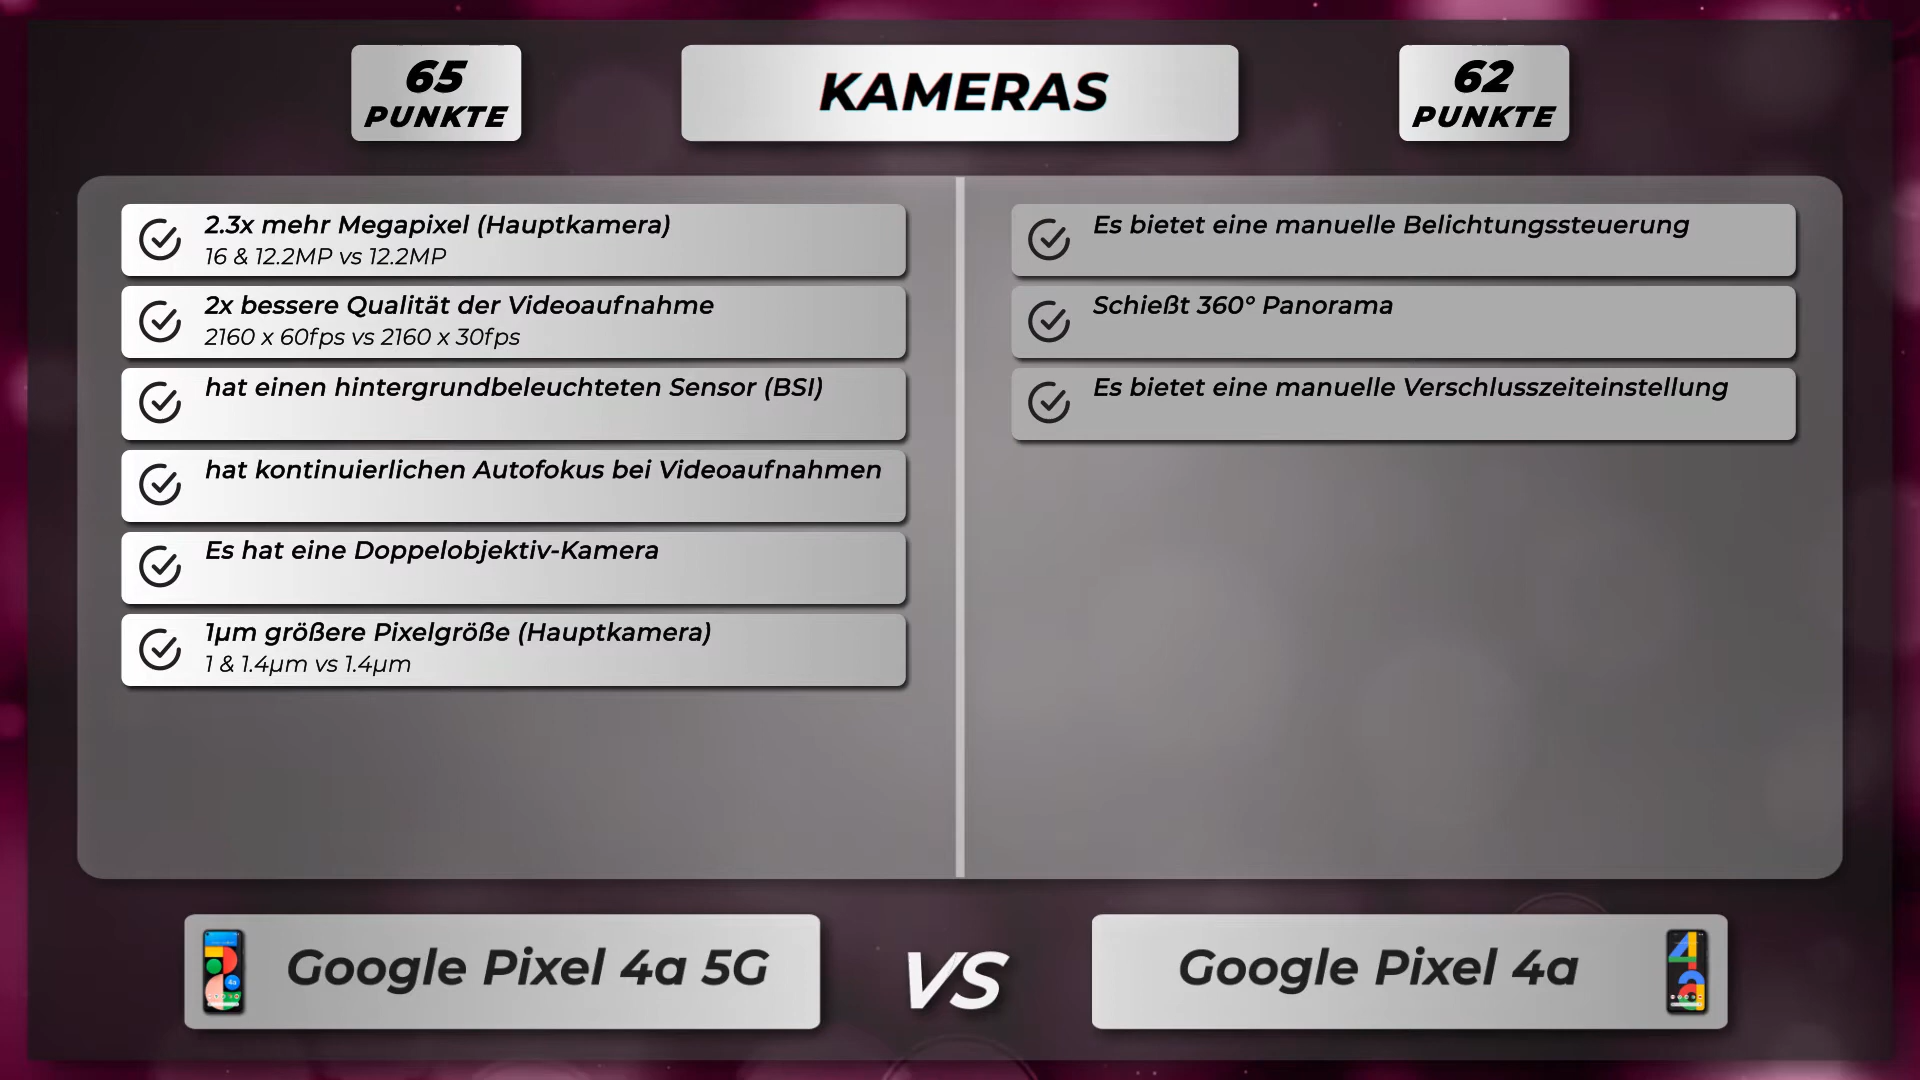 65
PUNKTE
KAMERAS
62
PUNKTE
2.3x mehr Megapixel (Hauptkamera)
16 & 12.2MP vs 12.2MP
2x bessere Qualität der Videoaufnahme
2160 x 60fps vs 2160 x 30fps
hat einen hintergrundbeleuchteten Sensor (BSI)
hat kontinuierlichen Autofokus bei Videoaufnahmen
Es hat eine Doppelobjektiv-Kamera
1µm größere Pixelgröße (Hauptkamera)
1 & 1.4µm vs 1.4µm
Es bietet eine manuelle Belichtungssteuerung
Schießt 360° Panorama
Es bietet eine manuelle Verschlusszeiteinstellung
Google Pixel 4a 5G
VS
Google Pixel 4a